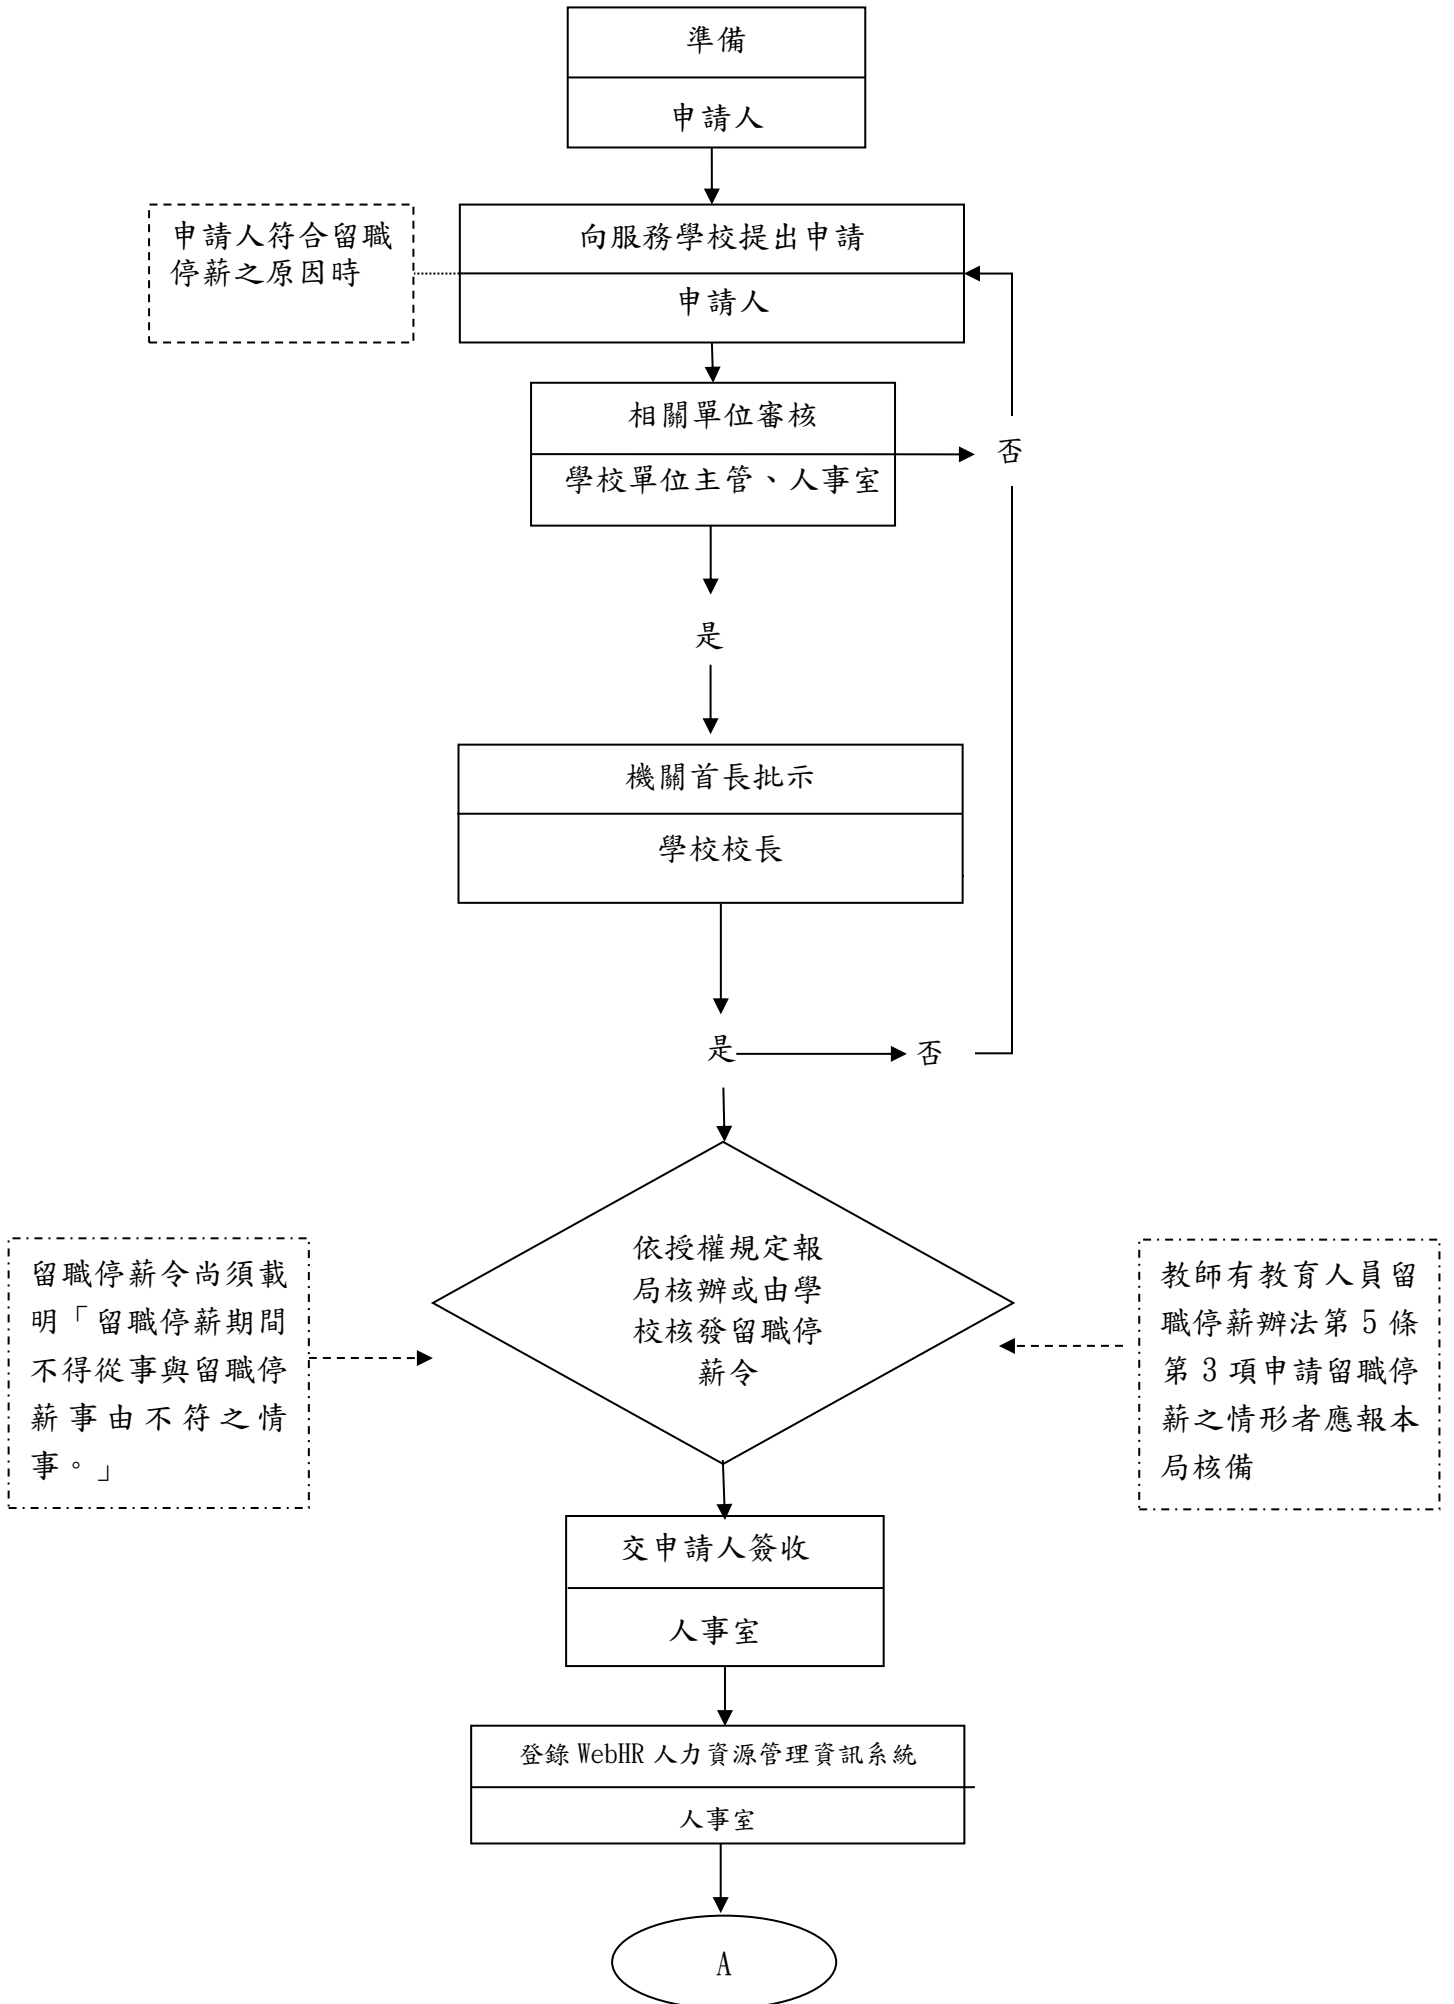 準備
申請人
申請人符合留職
停薪之原因時
向服務學校提出申請
申請人
相關單位審核
學校單位主管、人事室
否
是
機關首長批示
學校校長
是
否
依授權規定報
局核辦或由學
校核發留職停
薪令
留職停薪令尚須載
明「留職停薪期間
不得從事與留職停
薪事由不符之情
事。」
教師有教育人員留
職停薪辦法第 5 條
第 3 項申請留職停
薪之情形者應報本
局核備
交申請人簽收
人事室
登錄 WebHR 人力資源管理資訊系統
人事室
A